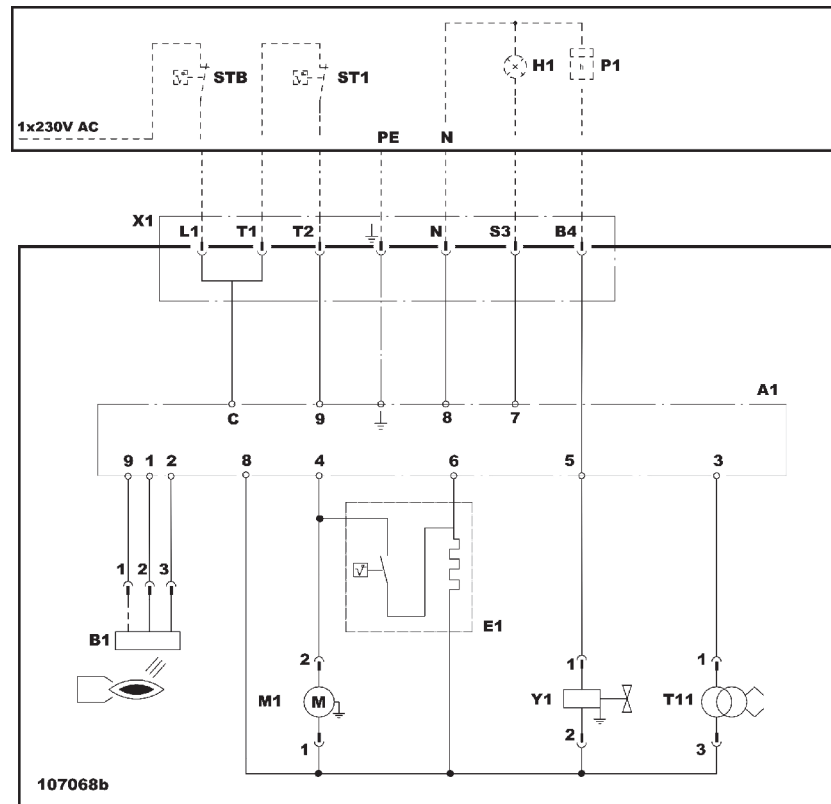 STB ST1 H1 h P1
1x230V AC
PE N
X1
L1 T1 T2 N S3 B4
A1
C 9 8 7
9 1 2 8 4 6 5 3
1 2 3
E1
B1
2 1 1
M1 M Y1 T11
1 2 3
107068b